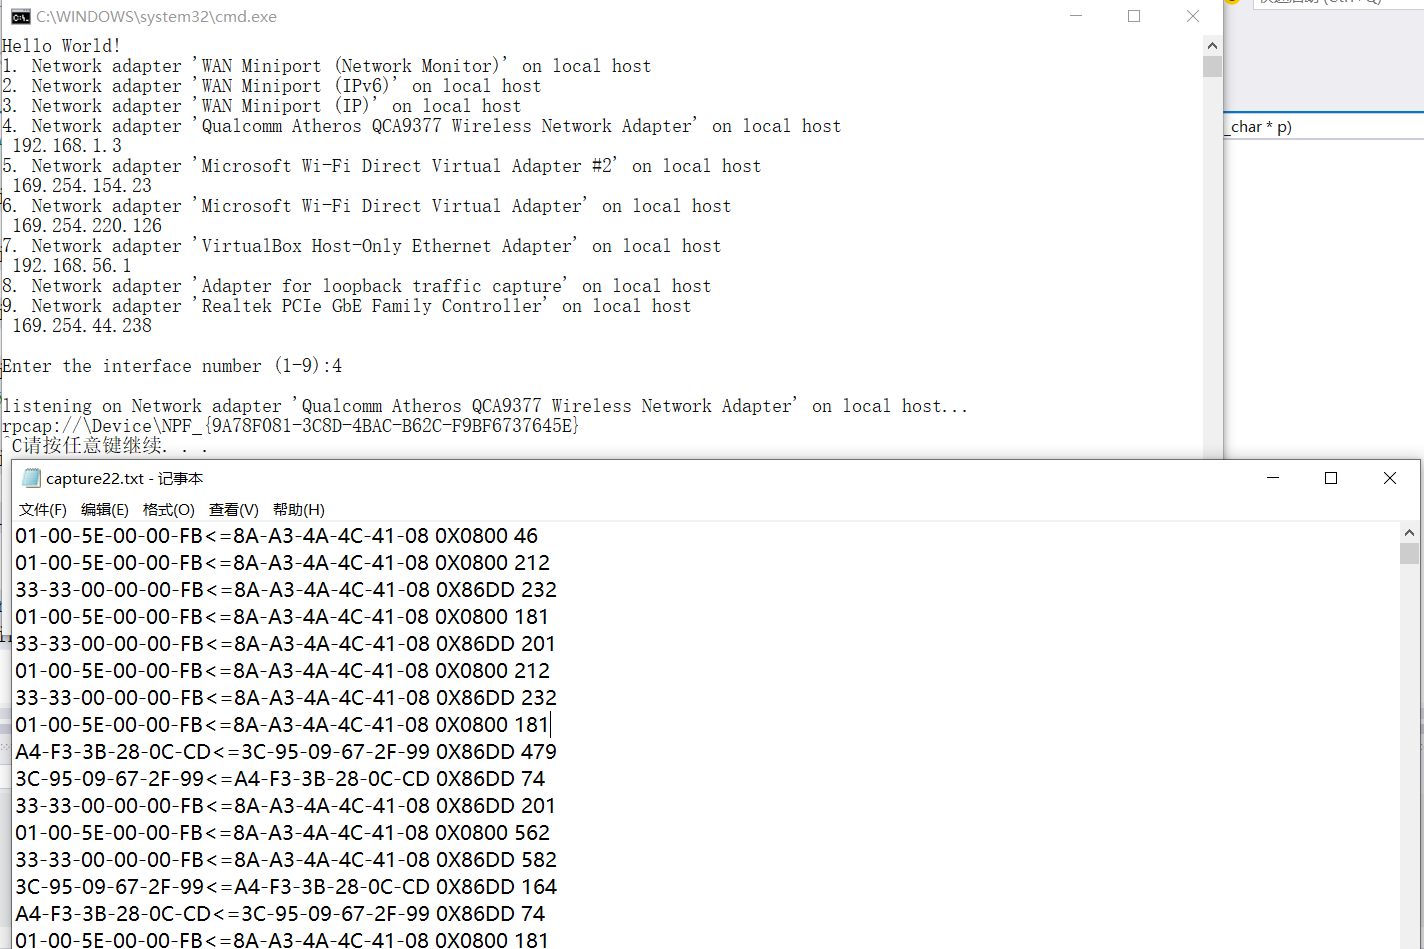 C:\WINDOWS\system32\cmd.exe
Hello World!
1. Network adapter 'WAN Miniport (Network Monitor)' on local host
2. Network adapter 'WAN Miniport (IPv6)' on local host
3. Network adapter 'WAN Miniport (IP)' on local host
4. Network adapter 'Qualcomm Atheros QCA9377 Wireless Network Adapter' on local host
192.168.1.3
5. Network adapter 'Microsoft Wi-Fi Direct Virtual Adapter #2' on local host
169.254.154.23
6. Network adapter 'Microsoft Wi-Fi Direct Virtual Adapter' on local host
169.254.220.126
7. Network adapter 'VirtualBox Host-Only Ethernet Adapter' on local host
192.168.56.1
8. Network adapter 'Adapter for loopback traffic capture' on local host
9. Network adapter 'Realtek PCIe GbE Family Controller' on local host
169.254.44.238
Enter the interface number (1-9):4
listening on Network adapter 'Qualcomm Atheros QCA9377 Wireless Network Adapter' on local host...
rpcap://\Device\NPF_{9A78F081-3C8D-4BAC-B62C-F9BF6737645E}
^C请按任意键继续. . .
_char * p)
capture22.txt - 记事本
文件(F) 编辑(E) 格式(O) 查看(V) 帮助(H)
01-00-5E-00-00-FB<=8A-A3-4A-4C-41-08 0X0800 46
01-00-5E-00-00-FB<=8A-A3-4A-4C-41-08 0X0800 212
33-33-00-00-00-FB<=8A-A3-4A-4C-41-08 0X86DD 232
01-00-5E-00-00-FB<=8A-A3-4A-4C-41-08 0X0800 181
33-33-00-00-00-FB<=8A-A3-4A-4C-41-08 0X86DD 201
01-00-5E-00-00-FB<=8A-A3-4A-4C-41-08 0X0800 212
33-33-00-00-00-FB<=8A-A3-4A-4C-41-08 0X86DD 232
01-00-5E-00-00-FB<=8A-A3-4A-4C-41-08 0X0800 181
A4-F3-3B-28-0C-CD<=3C-95-09-67-2F-99 0X86DD 479
3C-95-09-67-2F-99<=A4-F3-3B-28-0C-CD 0X86DD 74
33-33-00-00-00-FB<=8A-A3-4A-4C-41-08 0X86DD 201
01-00-5E-00-00-FB<=8A-A3-4A-4C-41-08 0X0800 562
33-33-00-00-00-FB<=8A-A3-4A-4C-41-08 0X86DD 582
3C-95-09-67-2F-99<=A4-F3-3B-28-0C-CD 0X86DD 164
A4-F3-3B-28-0C-CD<=3C-95-09-67-2F-99 0X86DD 74
01-00-5E-00-00-FB<=8A-A3-4A-4C-41-08 0X0800 181